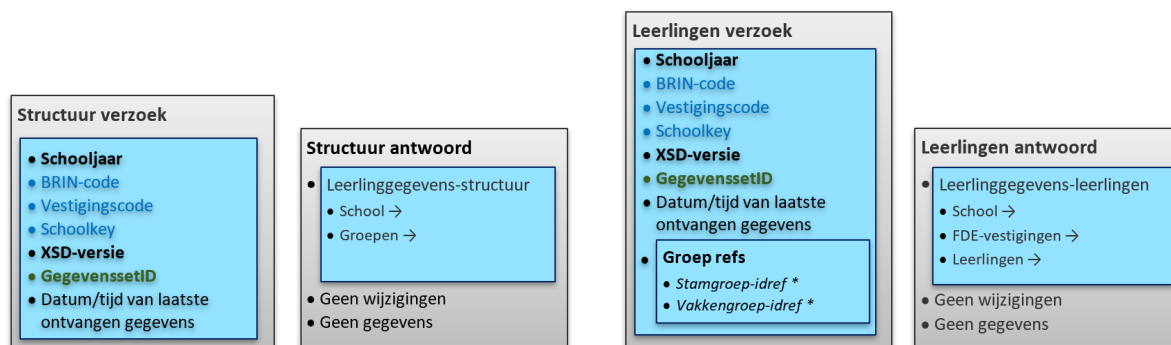 Structuur verzoek
• Schooljaar
• BRIN-code
• Vestigingscode
• Schoolkey
• XSD-versie
• GegevenssetID
• Datum/tijd van laatste
ontvangen gegevens
Structuur antwoord
• Leerlinggegevens-structuur
• School →
• Groepen →
• Geen wijzigingen
• Geen gegevens
Leerlingen verzoek
• Schooljaar
• BRIN-code
• Vestigingscode
• Schoolkey
• XSD-versie
• GegevenssetID
• Datum/tijd van laatste
ontvangen gegevens
• Groep refs
• Stamgroep-idref *
• Vakkengroep-idref *
Leerlingen antwoord
• Leerlinggegevens-leerlingen
• School →
• FDE-vestigingen →
• Leerlingen →
• Geen wijzigingen
• Geen gegevens